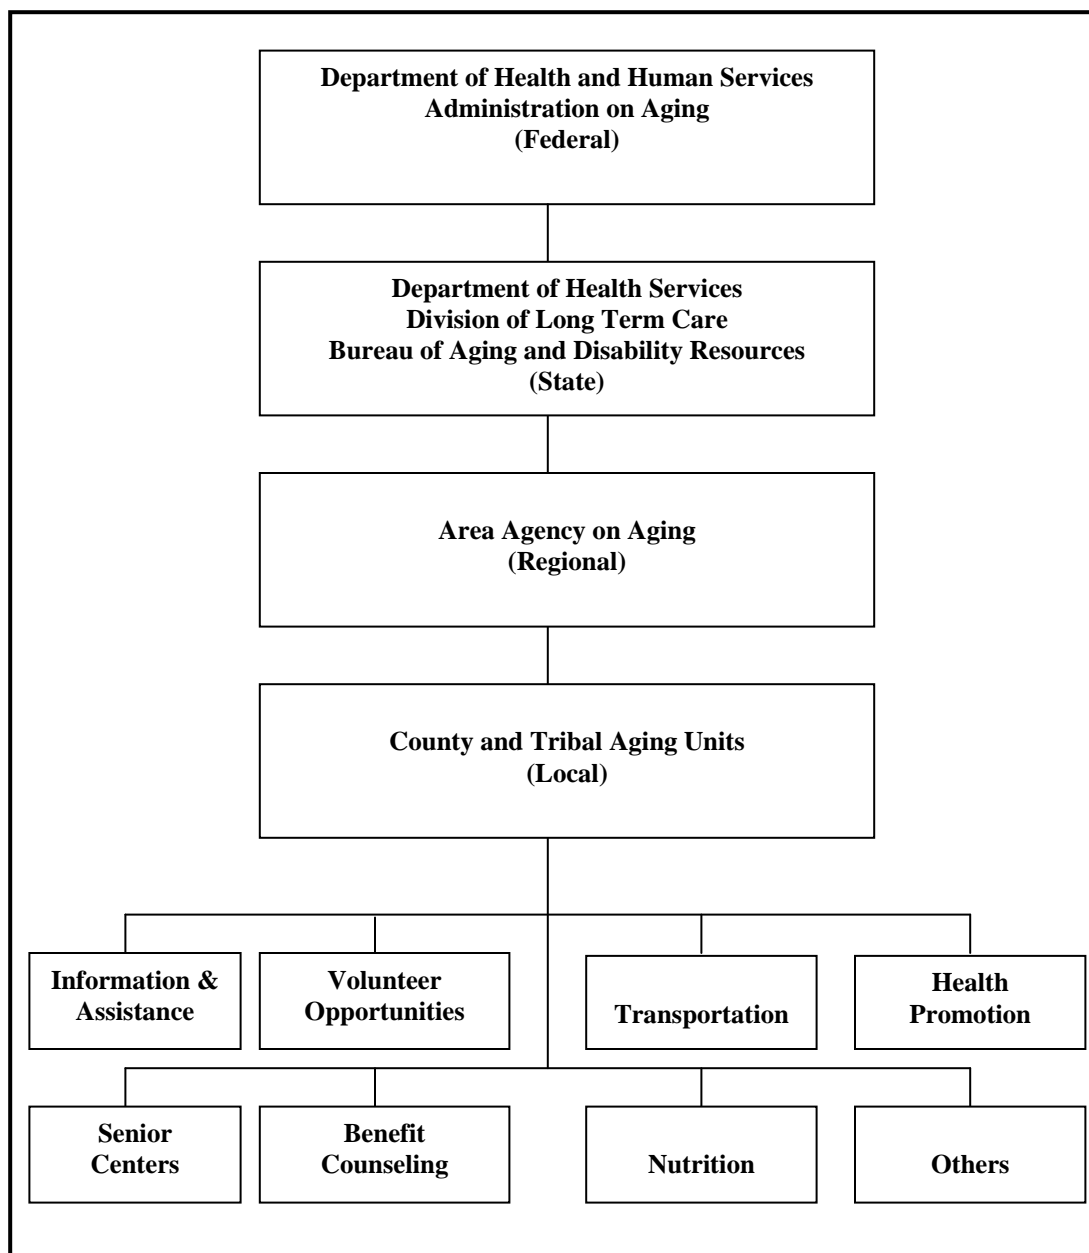 Department of Health and Human Services
Administration on Aging
(Federal)
Department of Health Services
Division of Long Term Care
Bureau of Aging and Disability Resources
(State)
Area Agency on Aging
(Regional)
County and Tribal Aging Units
(Local)
Information &
Assistance
Volunteer
Opportunities
Transportation
Health
Promotion
Senior
Centers
Benefit
Counseling
Nutrition
Others